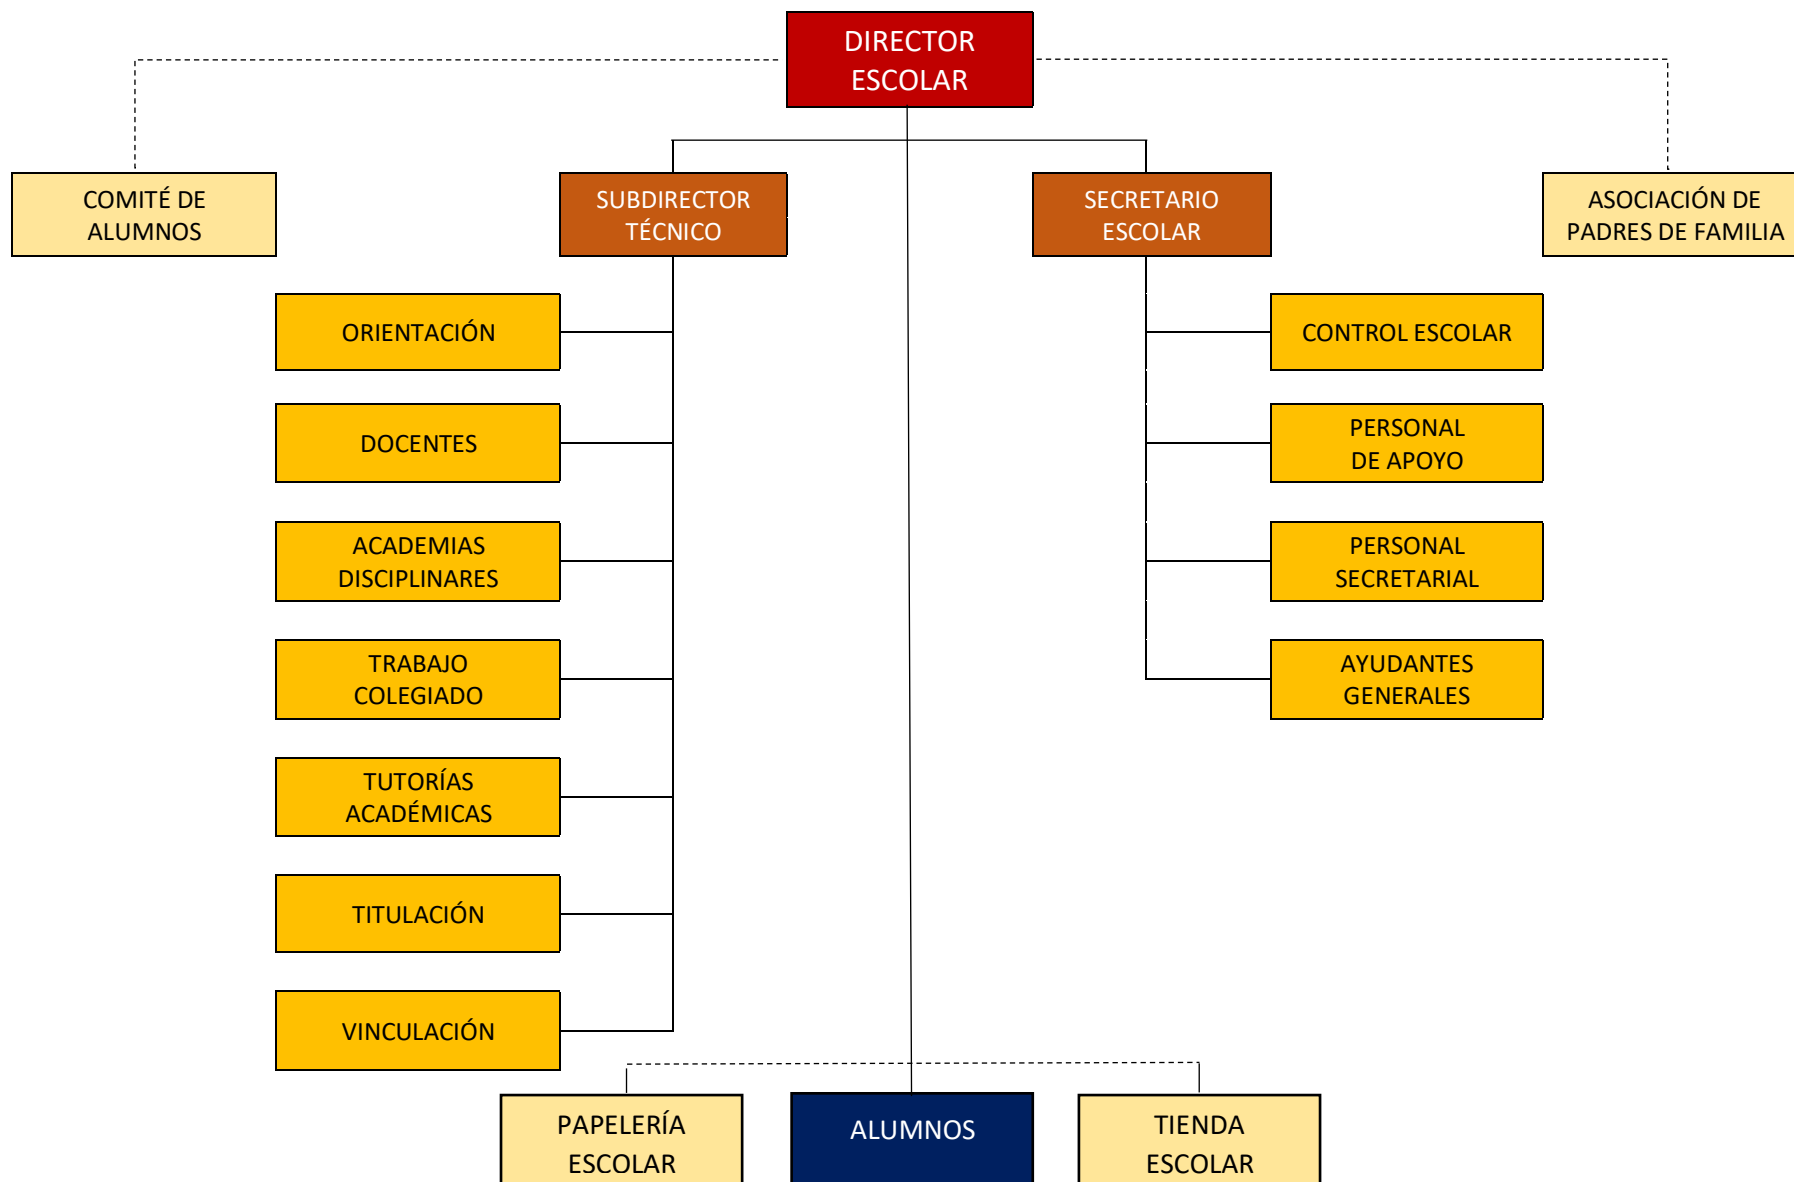 DIRECTOR
ESCOLAR
COMITÉ DE
ALUMNOS
SUBDIRECTOR
TÉCNICO
SECRETARIO
ESCOLAR
ASOCIACIÓN DE
PADRES DE FAMILIA
ORIENTACIÓN
CONTROL ESCOLAR
DOCENTES
PERSONAL
DE APOYO
ACADEMIAS
DISCIPLINARES
PERSONAL
SECRETARIAL
TRABAJO
COLEGIADO
AYUDANTES
GENERALES
TUTORÍAS
ACADÉMICAS
TITULACIÓN
VINCULACIÓN
PAPELERÍA
ESCOLAR
ALUMNOS
TIENDA
ESCOLAR